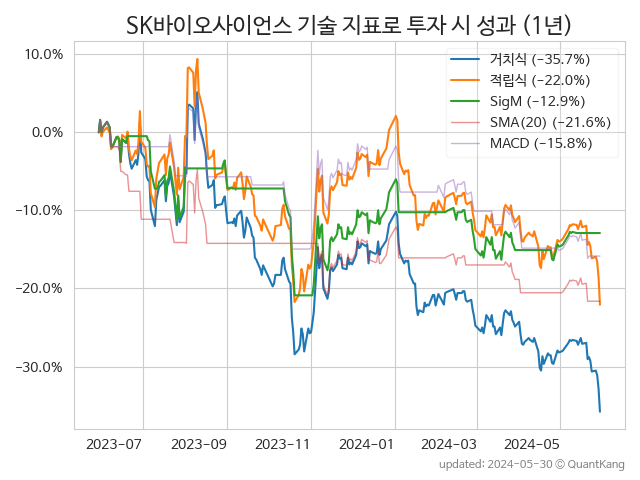 SK바이오사이언스 기술 지표로 투자 시 성과 (1년)
거치식 (−35.7%)
적립식 (−22.0%)
SigM (−12.9%)
SMA(20) (−21.6%)
MACD (−15.8%)
10.0%
0.0%
−10.0%
−20.0%
−30.0%
2023-07 2023-09 2023-11 2024-01 2024-03 2024-05
updated: 2024-05-30 © QuantKang